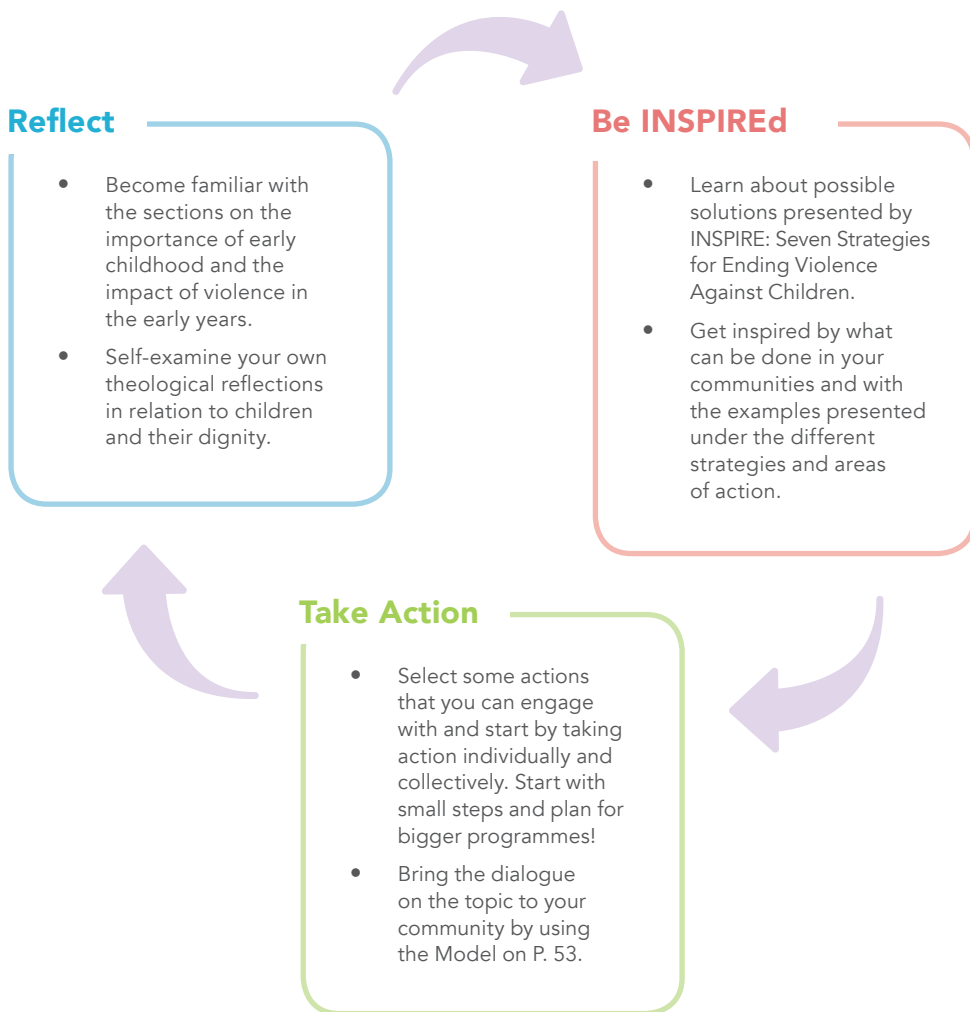 Reflect
• Become familiar with
the sections on the
importance of early
childhood and the
impact of violence in
the early years.
• Self-examine your own
theological reflections
in relation to children
and their dignity.
Be INSPIREd
• Learn about possible
solutions presented by
INSPIRE: Seven Strategies
for Ending Violence
Against Children.
• Get inspired by what
can be done in your
communities and with
the examples presented
under the different
strategies and areas
of action.
Take Action
• Select some actions
that you can engage
with and start by taking
action individually and
collectively. Start with
small steps and plan for
bigger programmes!
• Bring the dialogue
on the topic to your
community by using
the Model on P. 53.